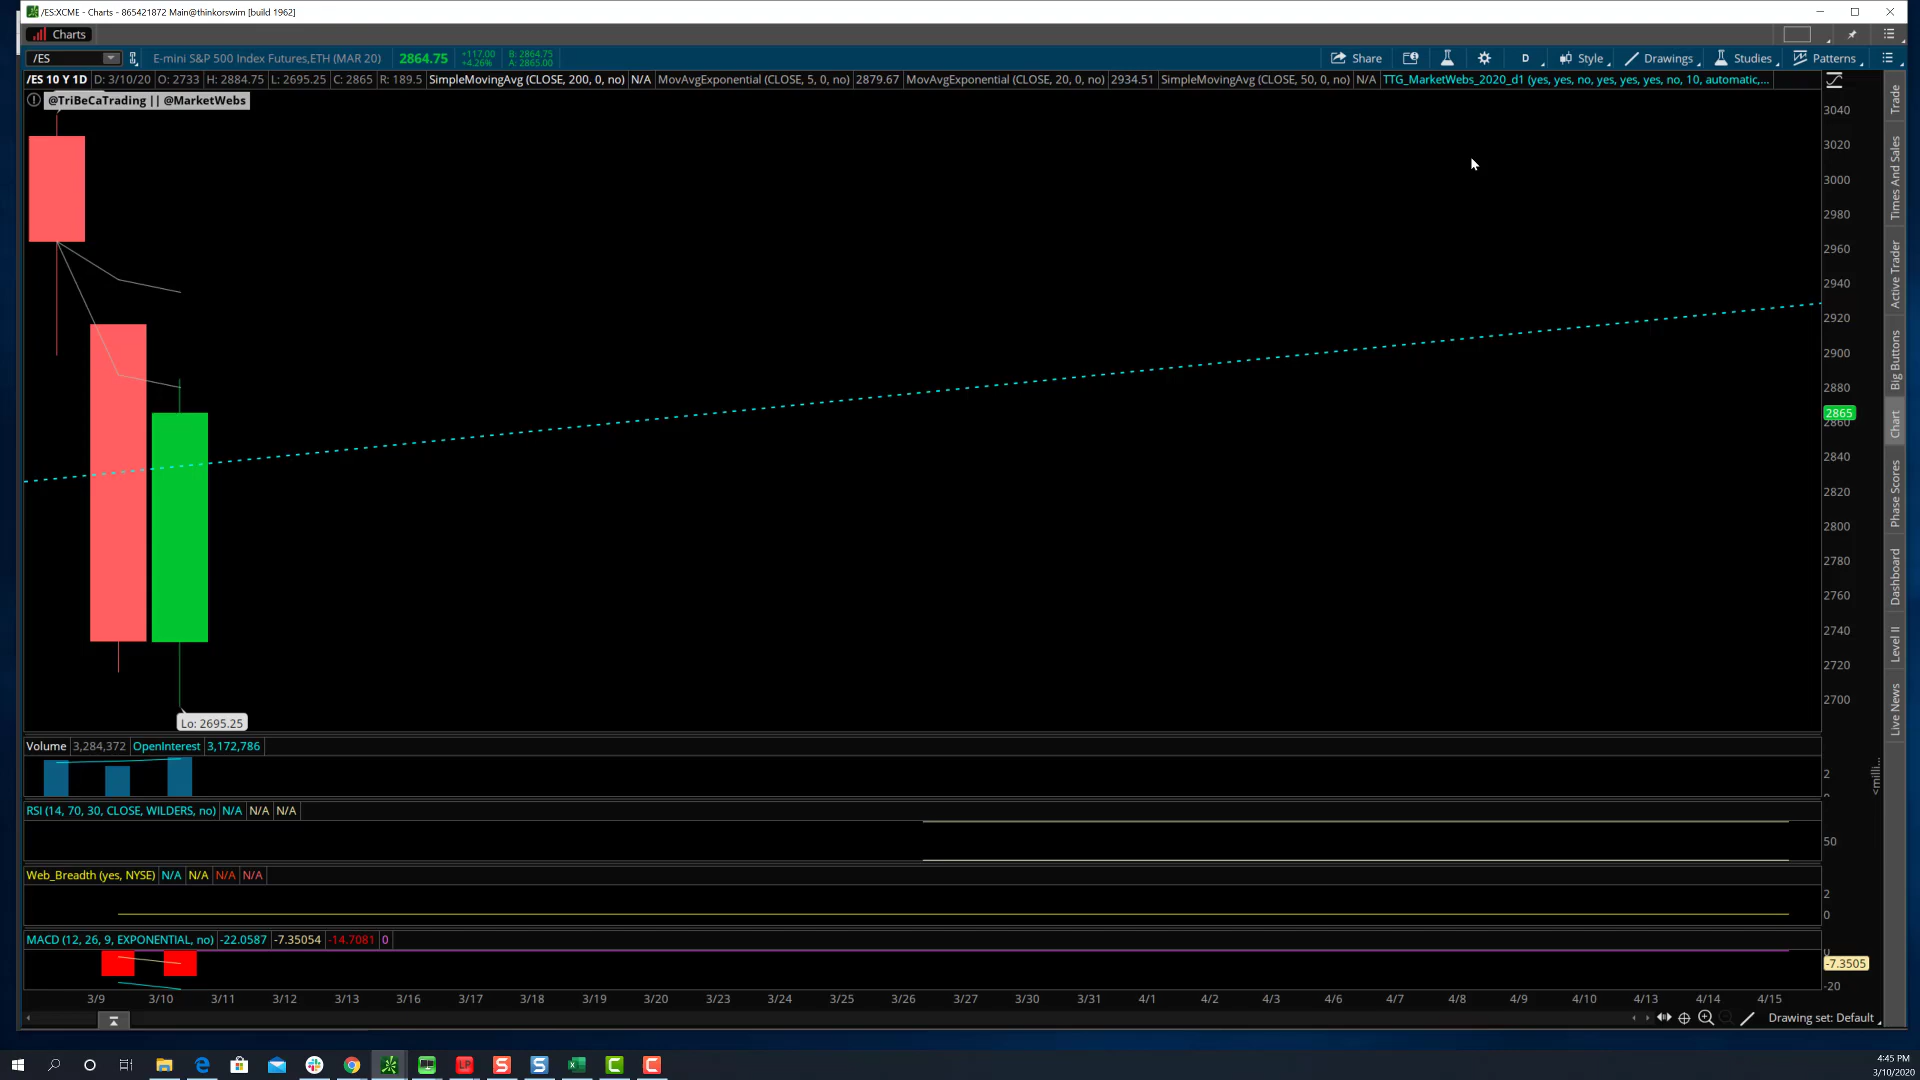 /ES:XCME - Charts - 865421872 Main@thinkorswim [build 1962]
Charts
/ES E-mini S&P 500 Index Futures,ETH (MAR 20) 2864.75 +117.00 +4.26% B: 2864.75 A: 2865.00 Share D Style Drawings Studies Patterns
/ES 10 Y 1D D: 3/10/20 O: 2733 H: 2884.75 L: 2695.25 C: 2865 R: 189.5 SimpleMovingAvg (CLOSE, 200, 0, no) N/A MovAvgExponential (CLOSE, 5, 0, no) 2879.67 MovAvgExponential (CLOSE, 20, 0, no) 2934.51 SimpleMovingAvg (CLOSE, 50, 0, no) N/A TTG_MarketWebs_2020_d1 (yes, yes, no, yes, yes, yes, no, 10, automatic,...
@TriBeCaTrading || @MarketWebs
3040
3020
3000
2980
2960
2940
2920
2900
2880
2865
2860
2840
2820
2800
2780
2760
2740
2720
2700
Lo: 2695.25
Trade
Times And Sales
Active Trader
Big Buttons
Chart
Phase Scores
Dashboard
Level II
Live News
Volume 3,284,372 OpenInterest 3,172,786
2
<milli...
RSI (14, 70, 30, CLOSE, WILDERS, no) N/A N/A N/A
50
Web_Breadth (yes, NYSE) N/A N/A N/A N/A
2
0
MACD (12, 26, 9, EXPONENTIAL, no) -22.0587 -7.35054 -14.7081 0
-7.3505
-20
3/9 3/10 3/11 3/12 3/13 3/16 3/17 3/18 3/19 3/20 3/23 3/24 3/25 3/26 3/27 3/30 3/31 4/1 4/2 4/3 4/6 4/7 4/8 4/9 4/10 4/13 4/14 4/15
Drawing set: Default
4:45 PM
3/10/2020